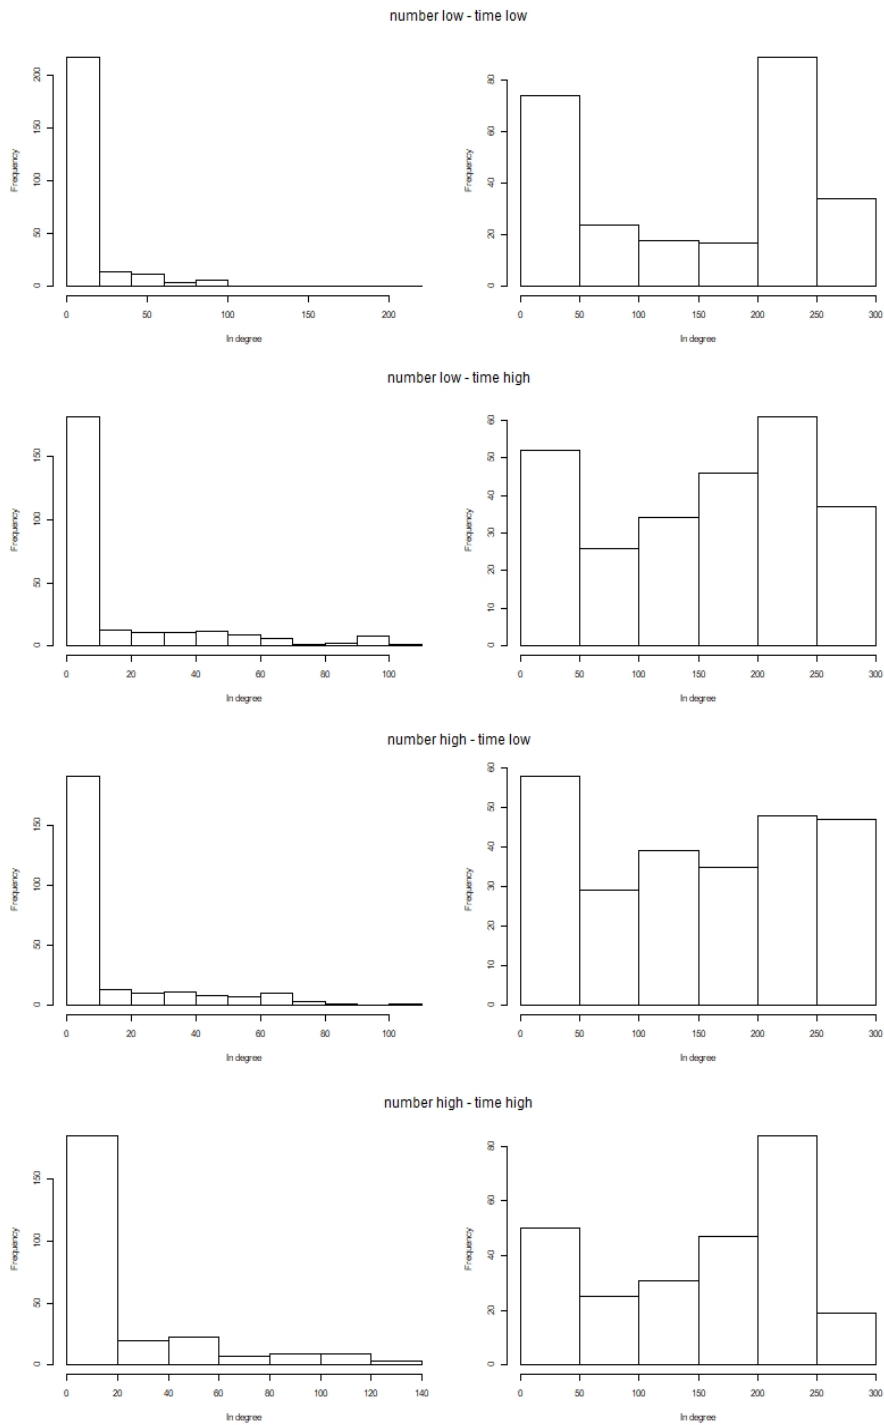 number low - time low
Frequency
0 50 100 150 200
0 50 100 150 200
In degree
Frequency
0 20 40 60 80
0 50 100 150 200 250 300
In degree
number low - time high
Frequency
0 50 100 150
0 20 40 60 80 100
In degree
Frequency
0 10 20 30 40 50 60
0 50 100 150 200 250 300
In degree
number high - time low
Frequency
0 50 100 150
0 20 40 60 80 100
In degree
Frequency
0 10 20 30 40 50 60
0 50 100 150 200 250 300
In degree
number high - time high
Frequency
0 50 100 150
0 20 40 60 80 100 120 140
In degree
Frequency
0 20 40 60 80
0 50 100 150 200 250 300
In degree